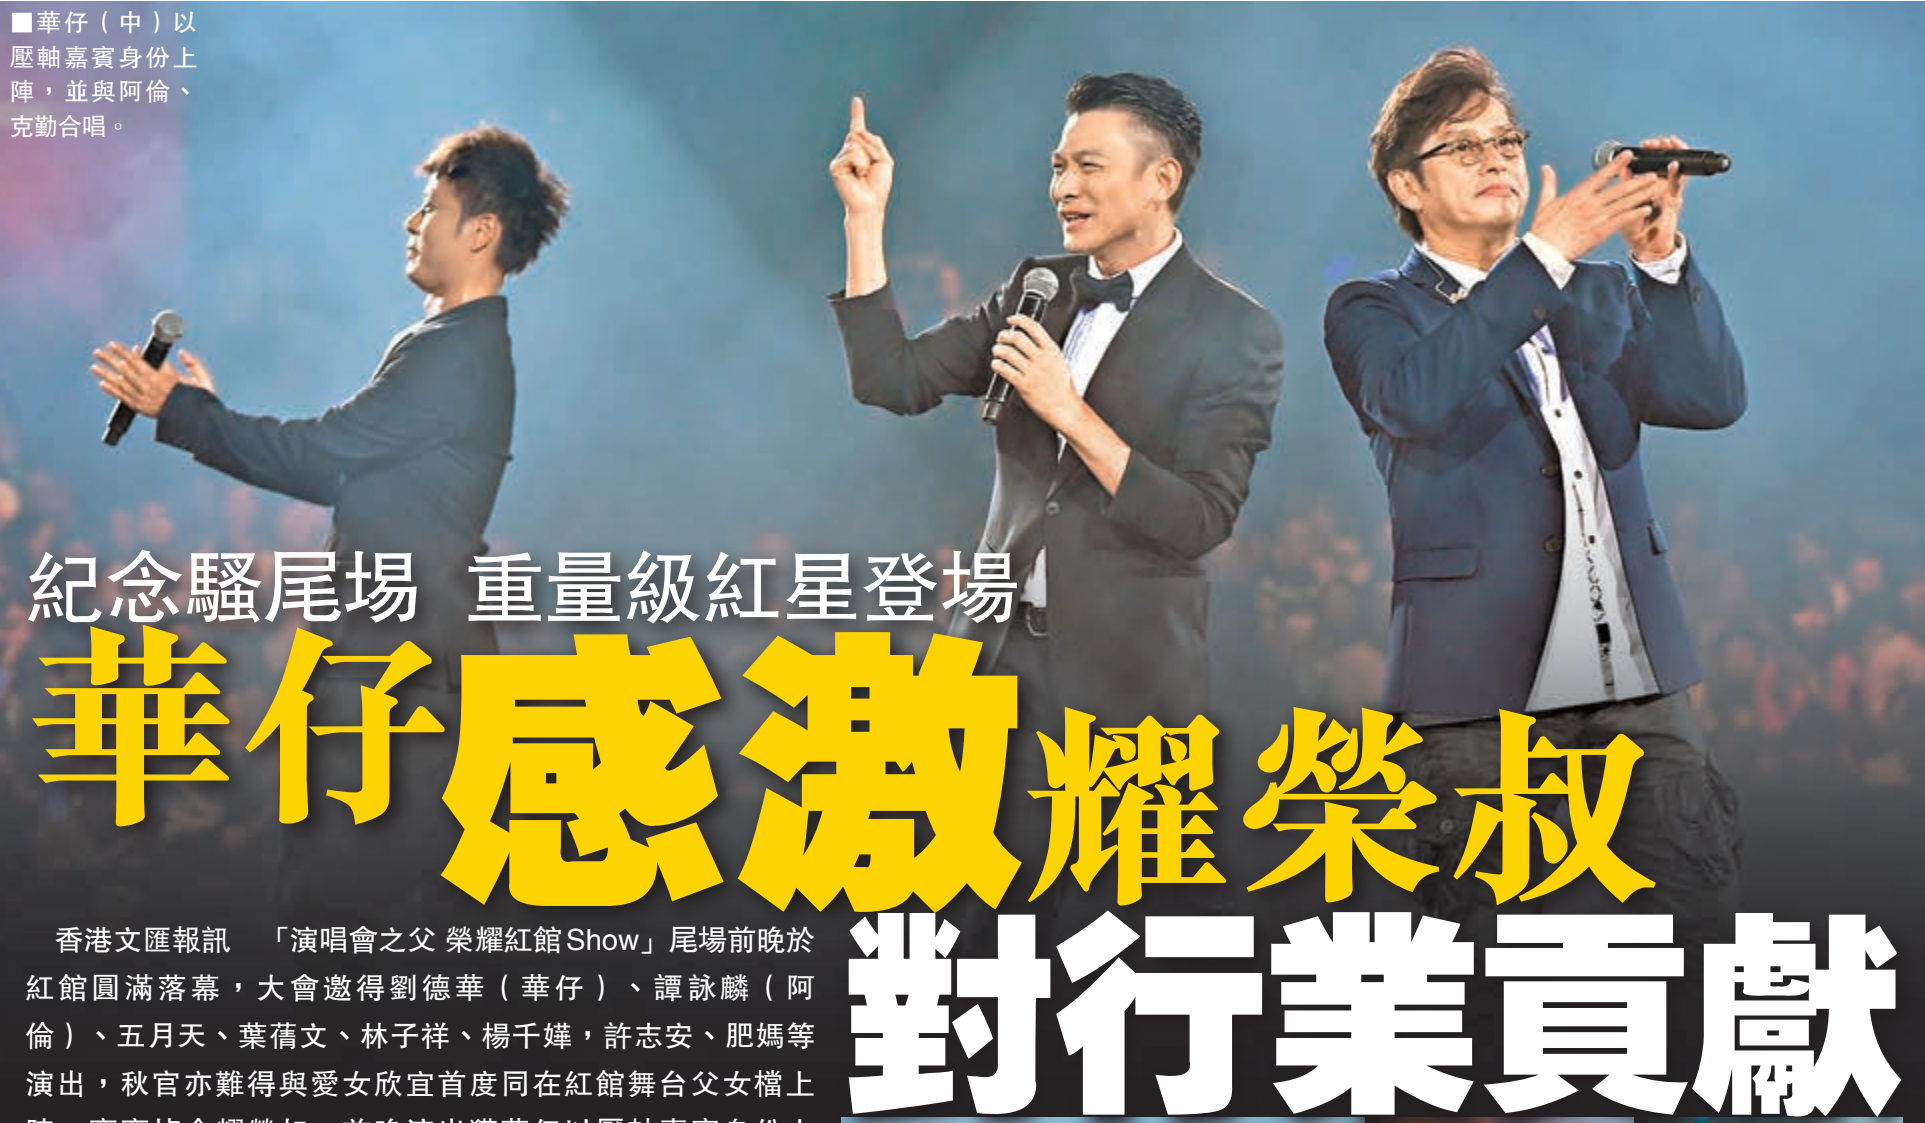 ■華仔（中）以
壓軸嘉賓身份上
陣，並與阿倫、
克勤合唱。
紀念騷尾場 重量級紅星登場
華仔感激耀榮叔
對行業貢獻
香港文匯報訊 「演唱會之父 榮耀紅館Show」尾場前晚於
紅館圓滿落幕，大會邀得劉德華（華仔）、譚詠麟（阿
倫）、五月天、葉蒨文、林子祥、楊千嬅，許志安、肥媽等
演出，秋官亦難得與愛女欣宜首度同在紅館舞台父女檔上